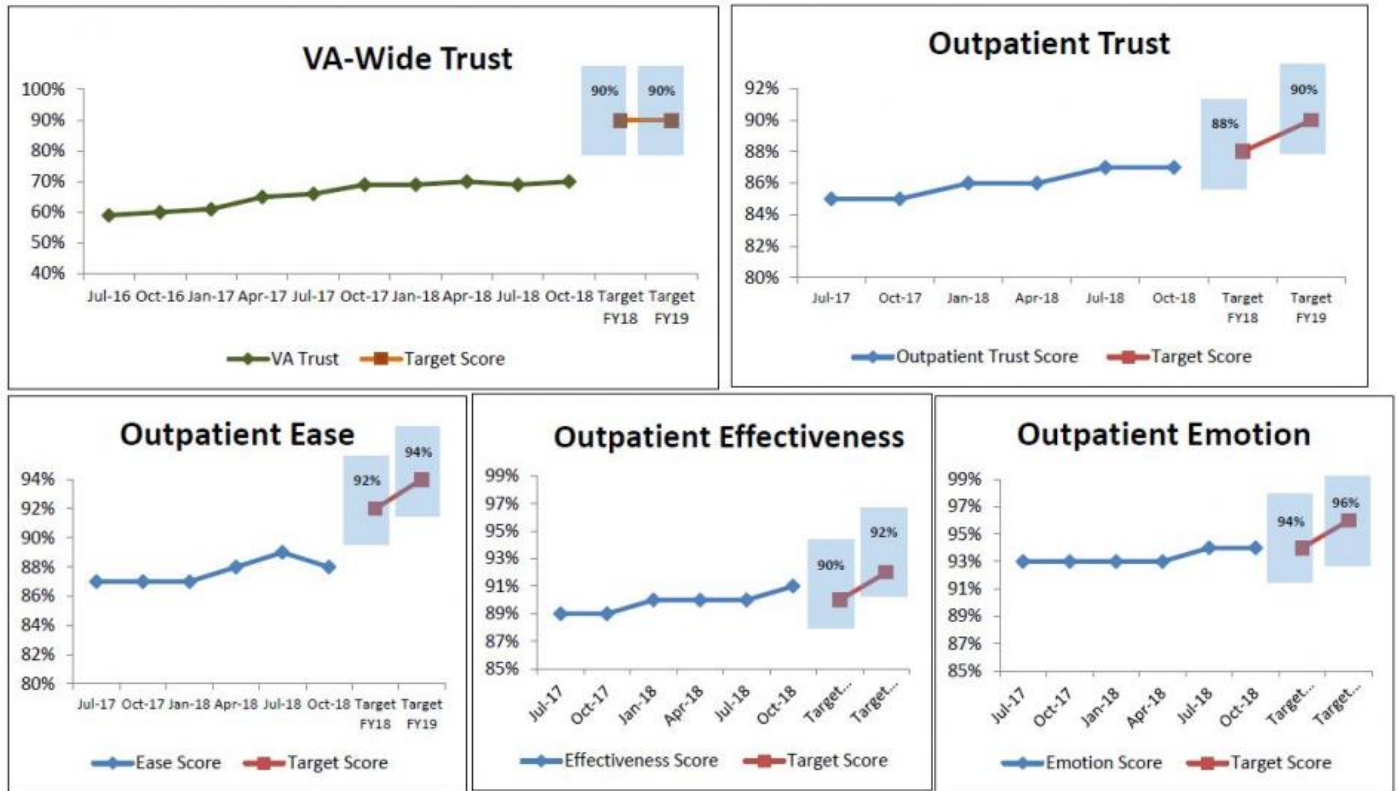 VA-Wide Trust
100%
90%
80%
70%
60%
50%
40%
90% 90%
Jul-16 Oct-16 Jan-17 Apr-17 Jul-17 Oct-17 Jan-18 Apr-18 Jul-18 Oct-18 Target Target
FY18 FY19
VA Trust Target Score
Outpatient Trust
92%
90%
88%
86%
84%
82%
80%
88%
90%
Jul-17 Oct-17 Jan-18 Apr-18 Jul-18 Oct-18 Target Target
FY18 FY19
Outpatient Trust Score Target Score
Outpatient Ease
94%
92%
90%
88%
86%
84%
82%
80%
92%
94%
Jul-17 Oct-17 Jan-18 Apr-18 Jul-18 Oct-18 Target Target
FY18 FY19
Ease Score Target Score
Outpatient Effectiveness
99%
97%
95%
93%
91%
89%
87%
85%
90%
92%
Jul-17 Oct-17 Jan-18 Apr-18 Jul-18 Oct-18 Target... Target...
Effectiveness Score Target Score
Outpatient Emotion
99%
97%
95%
93%
91%
89%
87%
85%
94%
96%
Jul-17 Oct-17 Jan-18 Apr-18 Jul-18 Oct-18 Target... Target...
Emotion Score Target Score